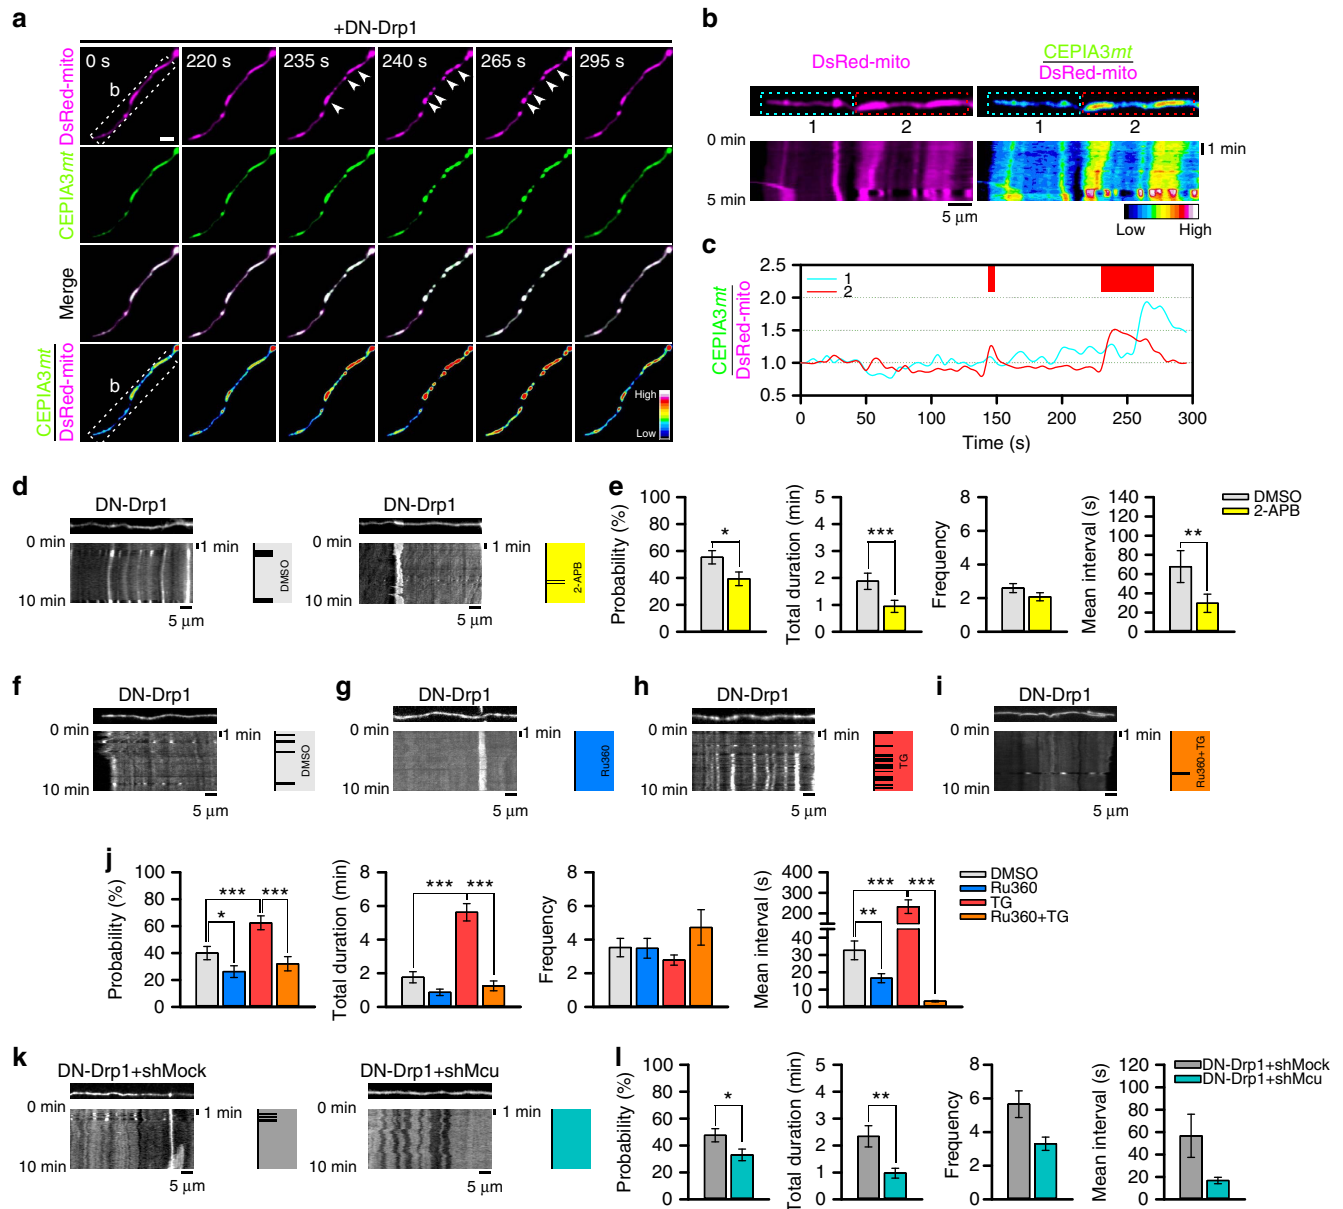 a
+DN-Drp1
DsRed-mito
0 s
220 s
235 s
240 s
265 s
295 s
b
CEPIA3mt
Merge
CEPIA3mt
DsRed-mito
b
High
Low
b
DsRed-mito
CEPIA3mt
DsRed-mito
1
2
1
2
0 min
5 min
1 min
5 μm
Low
High
c
CEPIA3mt
DsRed-mito
2.5
2.0
1.5
1.0
0.5
1
2
0
50
100
150
200
250
300
Time (s)
d
DN-Drp1
0 min
10 min
1 min
5 μm
DMSO
DN-Drp1
0 min
10 min
1 min
5 μm
2-APB
e
Probability (%)
100
80
60
40
20
0
*
Total duration (min)
5
4
3
2
1
0
***
Frequency
8
6
4
2
0
Mean interval (s)
140
120
100
80
60
40
20
0
**
DMSO
2-APB
f
DN-Drp1
0 min
10 min
1 min
5 μm
DMSO
g
DN-Drp1
0 min
10 min
1 min
5 μm
Ru360
h
DN-Drp1
0 min
10 min
1 min
5 μm
TG
i
DN-Drp1
0 min
10 min
1 min
5 μm
Ru360+TG
j
Probability (%)
100
80
60
40
20
0
***
***
*
Total duration (min)
8
6
4
2
0
***
***
Frequency
8
6
4
2
0
Mean interval (s)
400
300
200
40
30
20
10
0
***
***
**
DMSO
Ru360
TG
Ru360+TG
k
DN-Drp1+shMock
0 min
10 min
1 min
5 μm
DN-Drp1+shMcu
0 min
10 min
1 min
5 μm
l
Probability (%)
100
80
60
40
20
0
*
Total duration (min)
5
4
3
2
1
0
**
Frequency
8
6
4
2
0
Mean interval (s)
120
100
80
60
40
20
0
DN-Drp1+shMock
DN-Drp1+shMcu